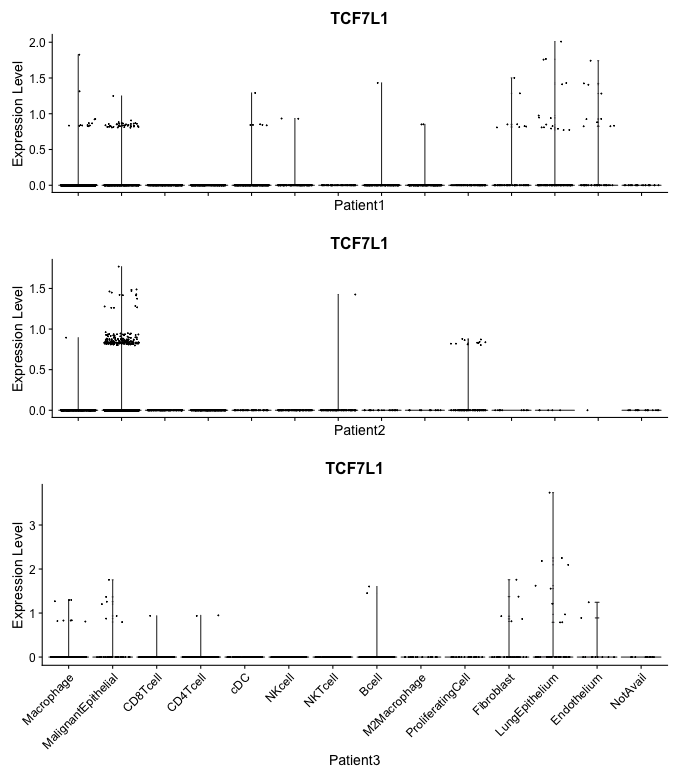 TCF7L1
Expression Level
2.0
1.5
1.0
0.5
0.0
Patient1
TCF7L1
Expression Level
1.5
1.0
0.5
0.0
Patient2
TCF7L1
Expression Level
3
2
1
0
Macrophage
MalignantEpithelial
CD8Tcell
CD4Tcell
cDC
NKcell
NKTcell
Bcell
M2Macrophage
ProliferatingCell
Fibroblast
LungEpithelium
Endothelium
NotAvail
Patient3